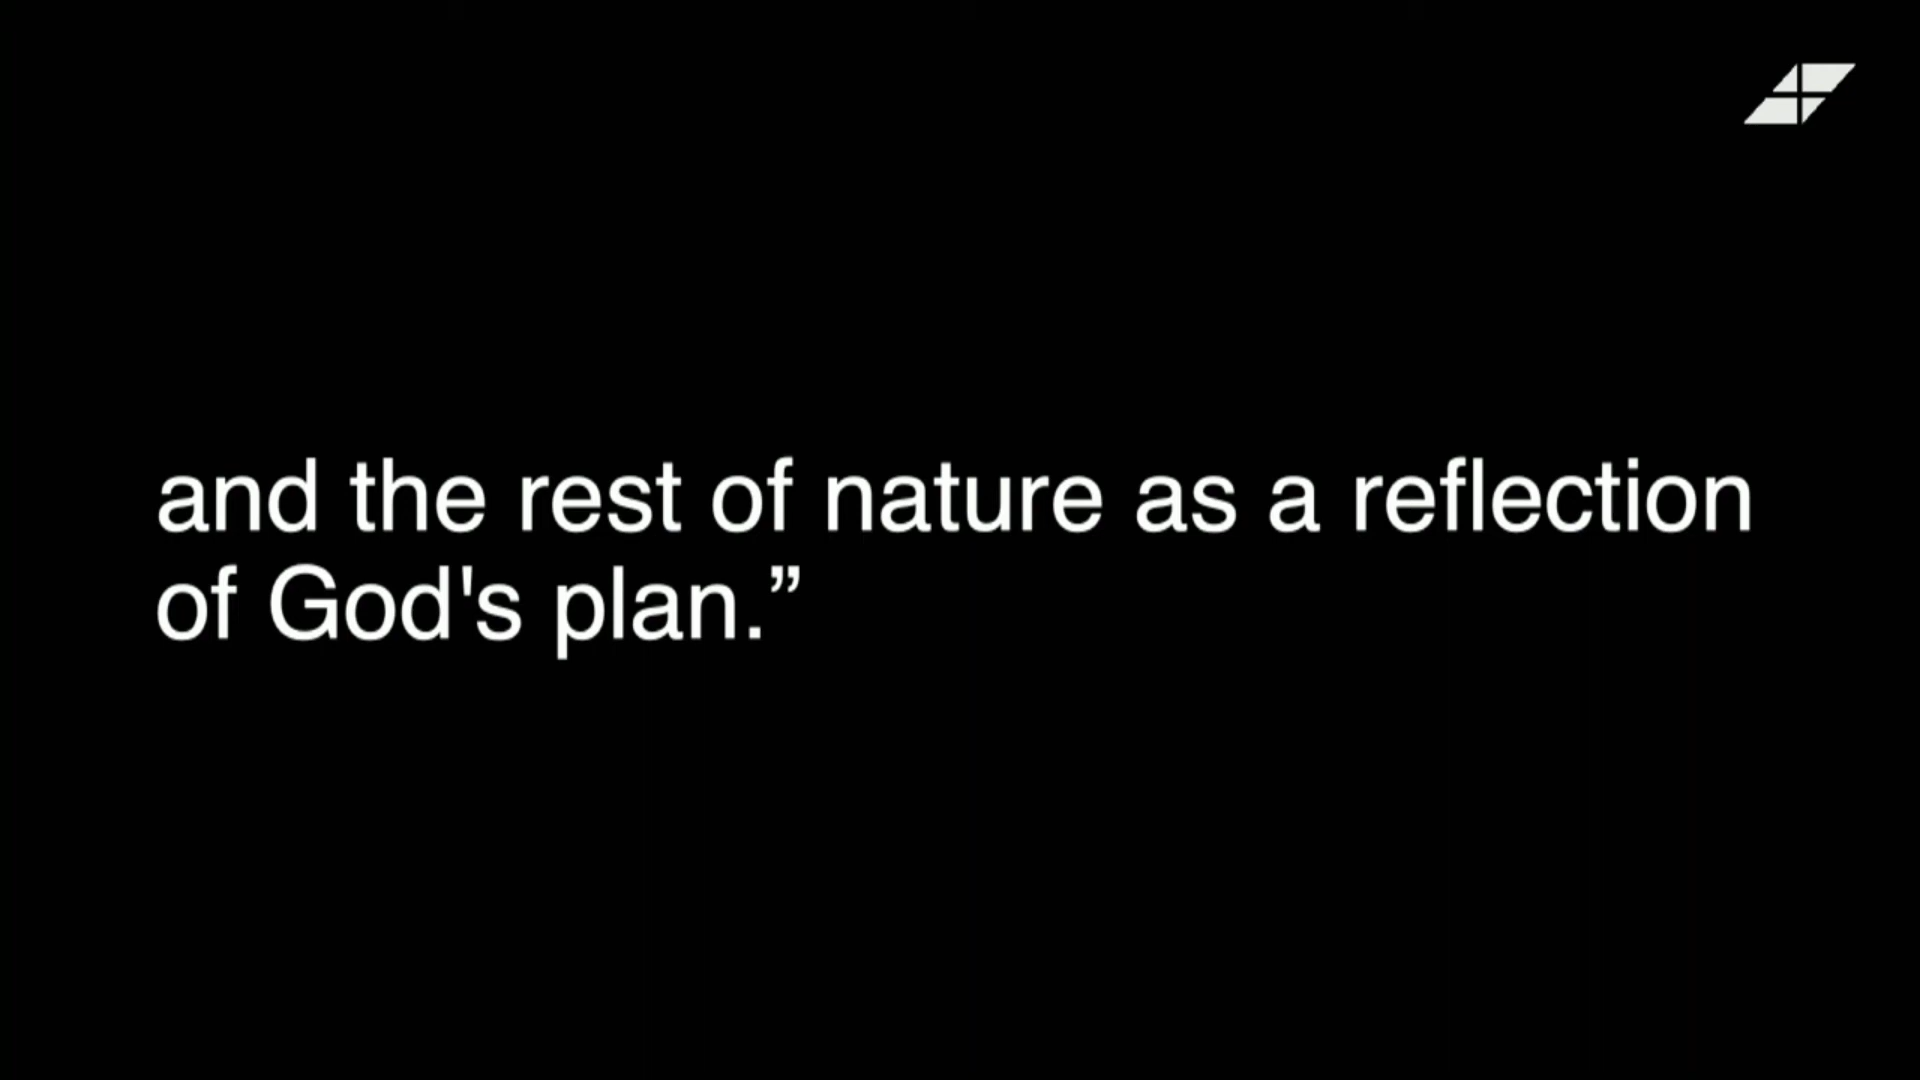 and the rest of nature as a reflection
of God's plan.”